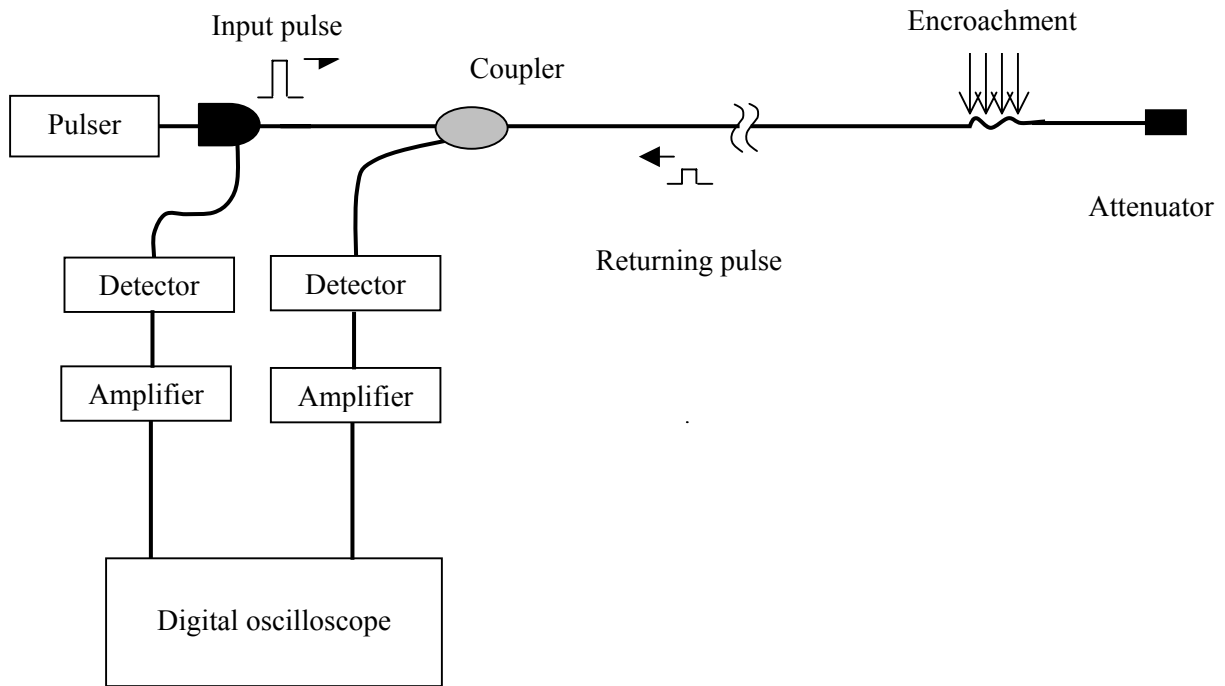 Input pulse
Encroachment
Coupler
Pulser
Attenuator
Returning pulse
Detector
Detector
Amplifier
Amplifier
Digital oscilloscope